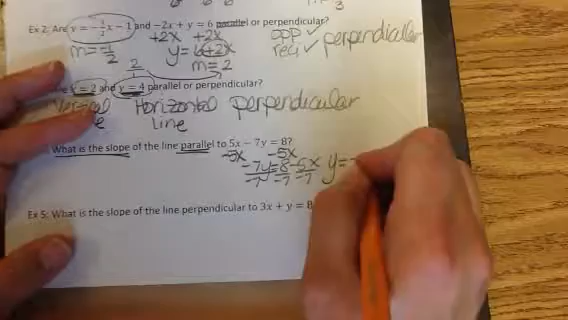 Ex 2: Are y = -1/2x - 1 and -2x + y = 6 parallel or perpendicular?
+2x +2x opp ✓
m = -1/2 y = 6+2x reci ✓ perpendicular
2/1 m = 2
x = 2 and y = 4 parallel or perpendicular?
Vertical Horizontal perpendicular
line
What is the slope of the line parallel to 5x - 7y = 8?
-5x -5x
-7y = 8 - 5x y =
-7 -7 -7
Ex 5: What is the slope of the line perpendicular to 3x + y = 8